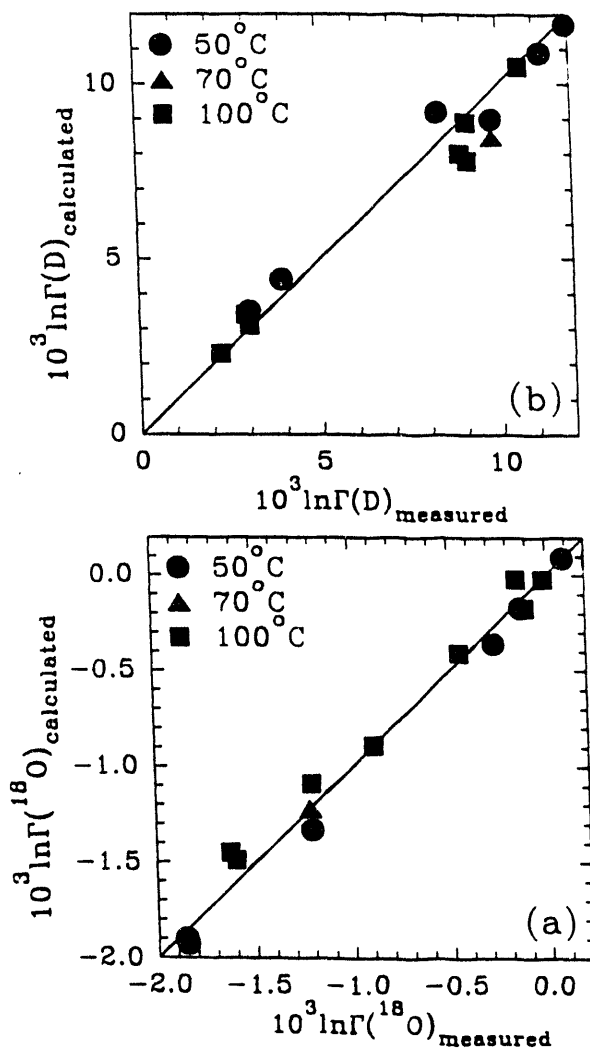 50°C
70°C
100°C
10
5
0
10³lnΓ(D)calculated
(b)
0 5 10
10³lnΓ(D)measured
50°C
70°C
100°C
0.0
-0.5
-1.0
-1.5
-2.0
10³lnΓ(¹⁸O)calculated
(a)
-2.0 -1.5 -1.0 -0.5 0.0
10³lnΓ(¹⁸O)measured